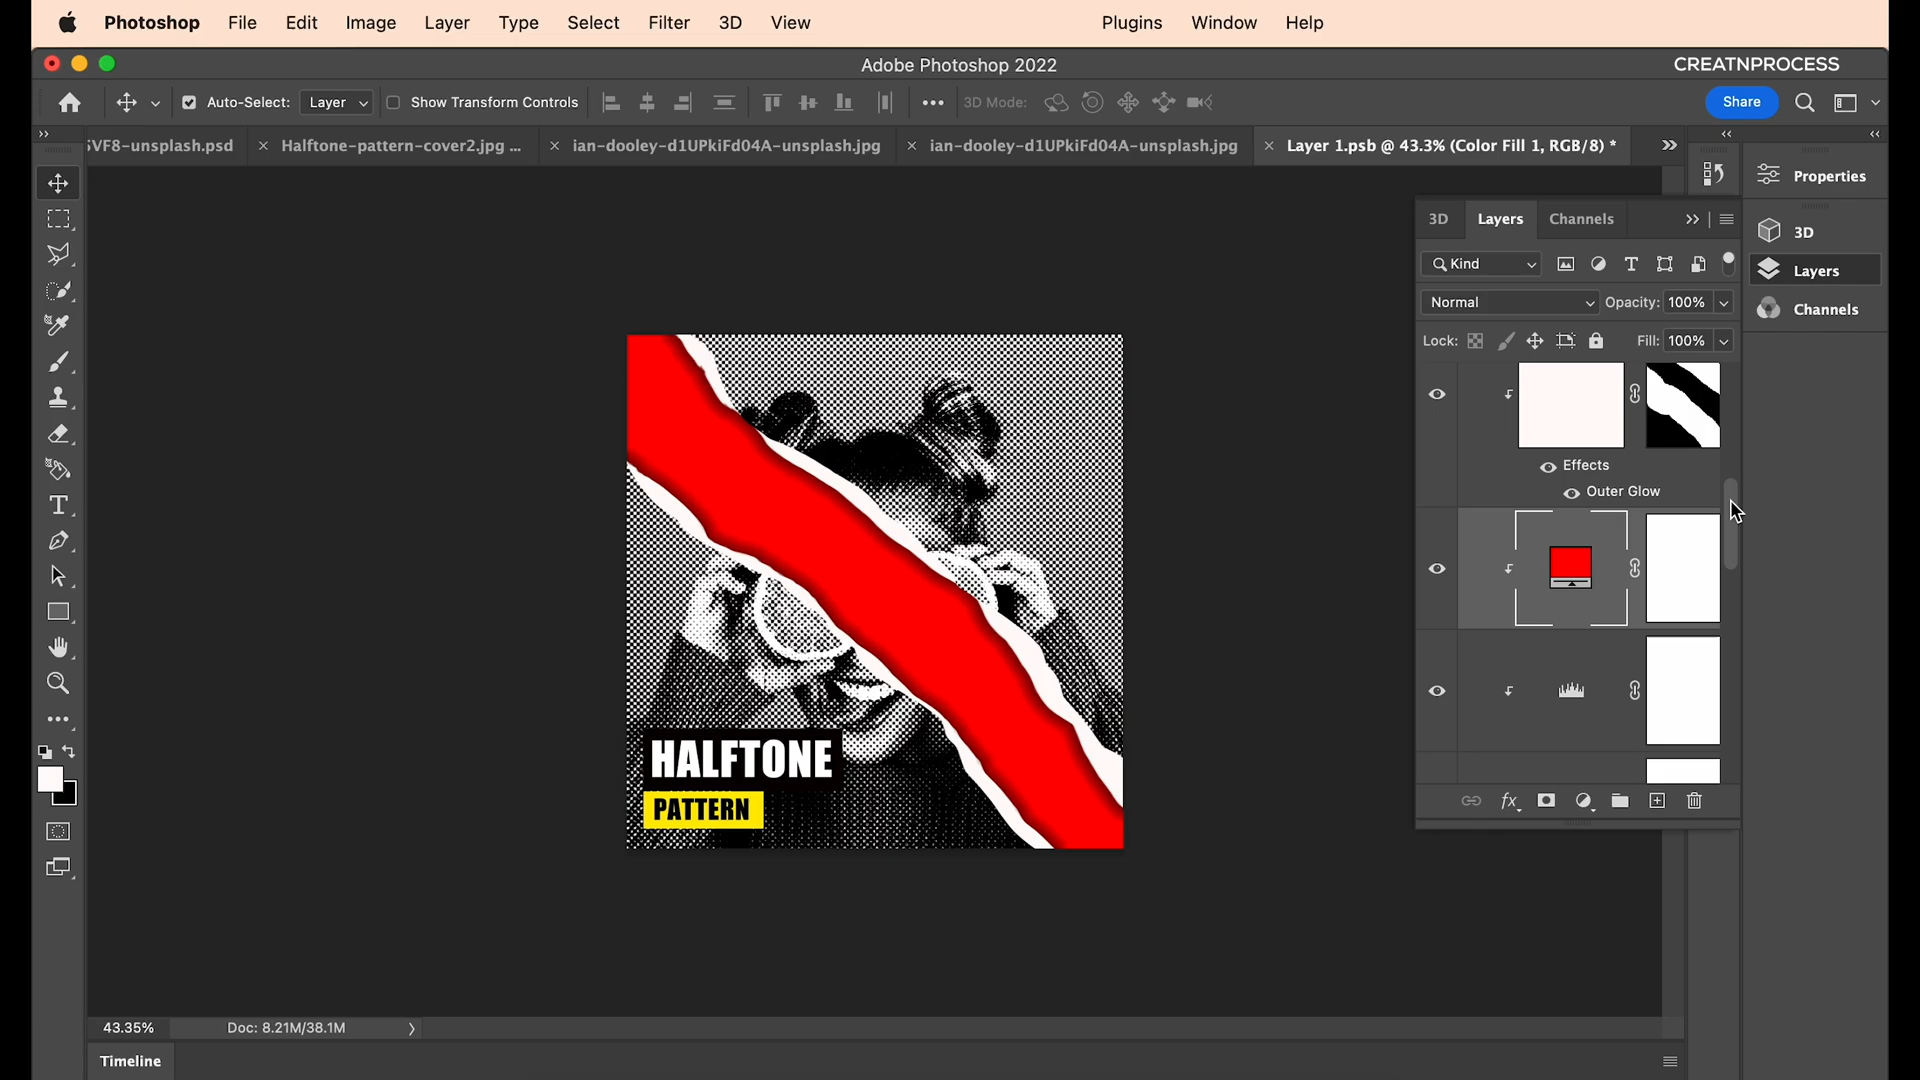 Photoshop File Edit Image Layer Type Select Filter 3D View Plugins Window Help
Adobe Photoshop 2022
CREATNPROCESS
Auto-Select: Layer Show Transform Controls 3D Mode: Share
5VF8-unsplash.psd Halftone-pattern-cover2.jpg ... ian-dooley-d1UPkiFd04A-unsplash.jpg ian-dooley-d1UPkiFd04A-unsplash.jpg Layer 1.psb @ 43.3% (Color Fill 1, RGB/8) *
Properties
3D Layers Channels
3D
Kind
Layers
Normal Opacity: 100%
Channels
Lock: Fill: 100%
Effects
Outer Glow
HALFTONE
PATTERN
fx
43.35% Doc: 8.21M/38.1M
Timeline